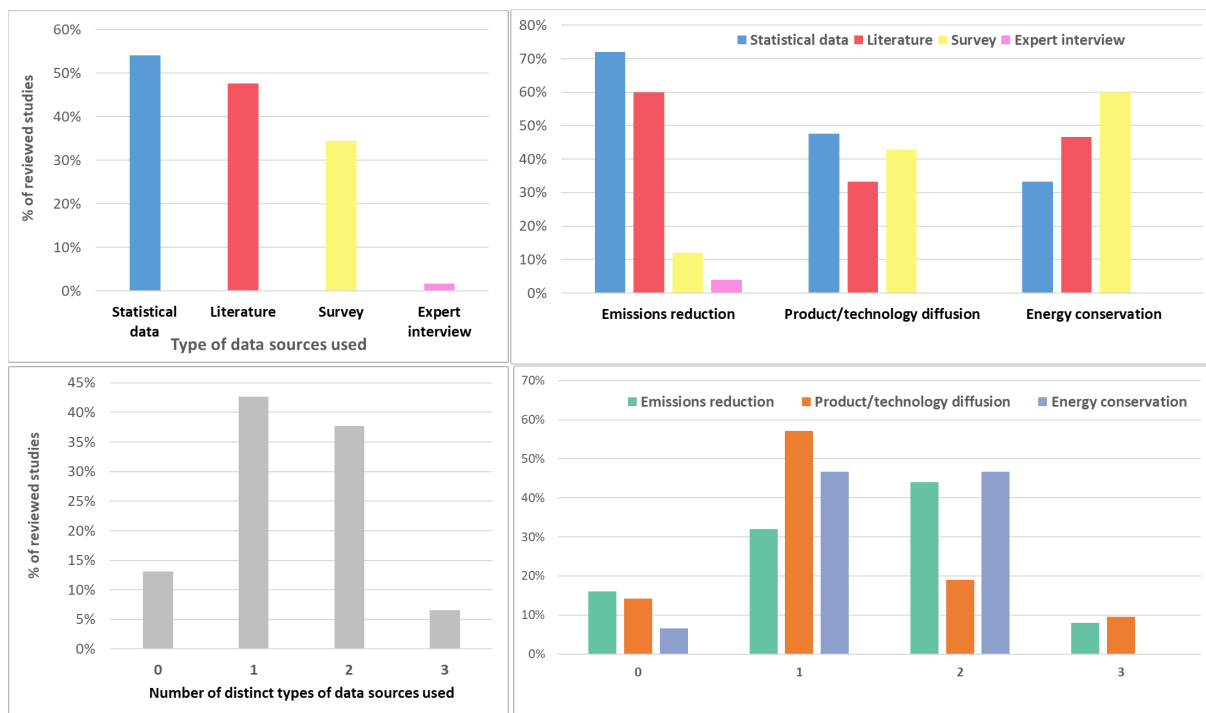 60%
50%
40%
30%
20%
10%
0%
% of reviewed studies
Statistical data
Literature
Survey
Expert interview
Type of data sources used
80%
70%
60%
50%
40%
30%
20%
10%
0%
Statistical data Literature Survey Expert interview
Emissions reduction Product/technology diffusion Energy conservation
45%
40%
35%
30%
25%
20%
15%
10%
5%
0%
% of reviewed studies
0 1 2 3
Number of distinct types of data sources used
70%
60%
50%
40%
30%
20%
10%
0%
Emissions reduction Product/technology diffusion Energy conservation
0 1 2 3